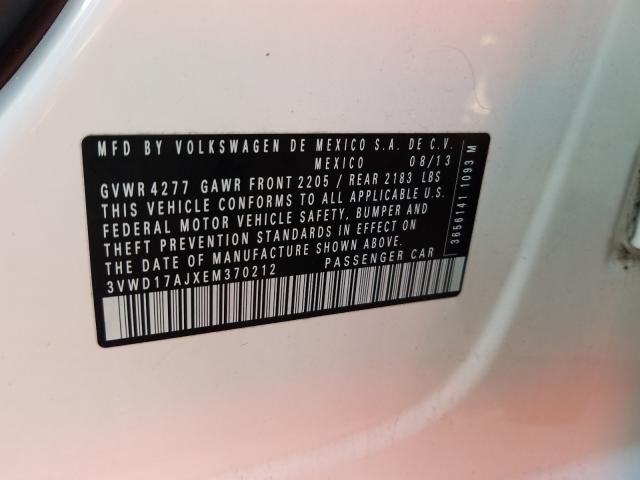 MFD BY VOLKSWAGEN DE MEXICO S.A. DE C.V.
MEXICO 08/13
GVWR 4277 GAWR FRONT 2205 / REAR 2183 LBS
THIS VEHICLE CONFORMS TO ALL APPLICABLE U.S.
FEDERAL MOTOR VEHICLE SAFETY, BUMPER AND
THEFT PREVENTION STANDARDS IN EFFECT ON
THE DATE OF MANUFACTURE SHOWN ABOVE.
3VWD17AJXEM370212 PASSENGER CAR
3656141 1093 M